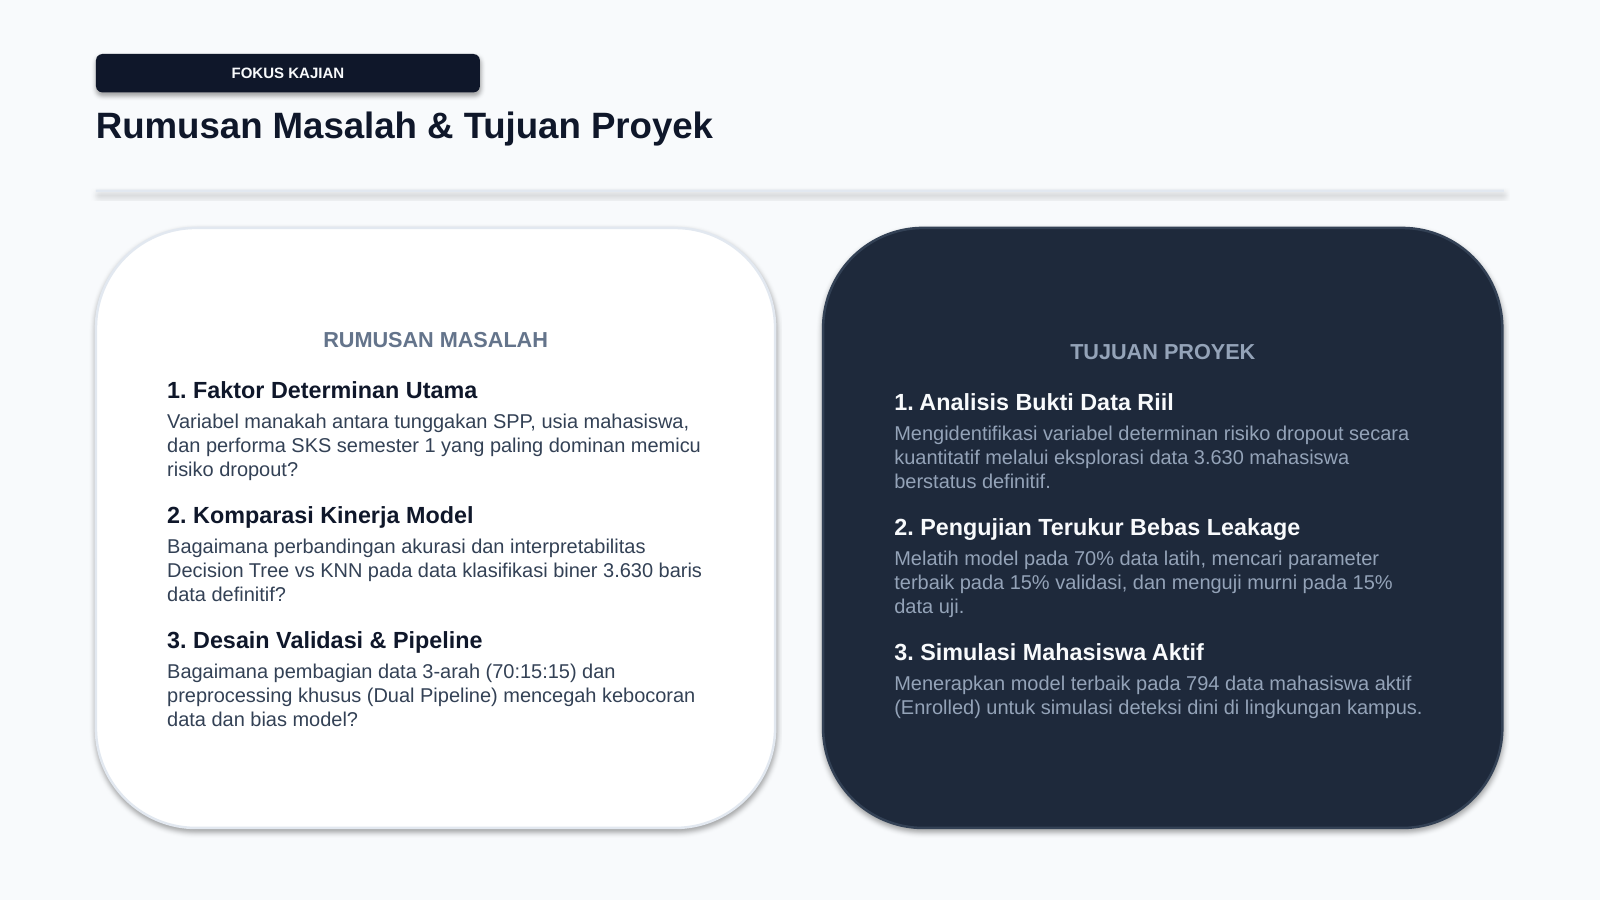 FOKUS KAJIAN
Rumusan Masalah & Tujuan Proyek
RUMUSAN MASALAH
1. Faktor Determinan Utama
Variabel manakah antara tunggakan SPP, usia mahasiswa,
dan performa SKS semester 1 yang paling dominan memicu
risiko dropout?
2. Komparasi Kinerja Model
Bagaimana perbandingan akurasi dan interpretabilitas
Decision Tree vs KNN pada data klasifikasi biner 3.630 baris
data definitif?
3. Desain Validasi & Pipeline
Bagaimana pembagian data 3-arah (70:15:15) dan
preprocessing khusus (Dual Pipeline) mencegah kebocoran
data dan bias model?
TUJUAN PROYEK
1. Analisis Bukti Data Riil
Mengidentifikasi variabel determinan risiko dropout secara
kuantitatif melalui eksplorasi data 3.630 mahasiswa
berstatus definitif.
2. Pengujian Terukur Bebas Leakage
Melatih model pada 70% data latih, mencari parameter
terbaik pada 15% validasi, dan menguji murni pada 15%
data uji.
3. Simulasi Mahasiswa Aktif
Menerapkan model terbaik pada 794 data mahasiswa aktif
(Enrolled) untuk simulasi deteksi dini di lingkungan kampus.